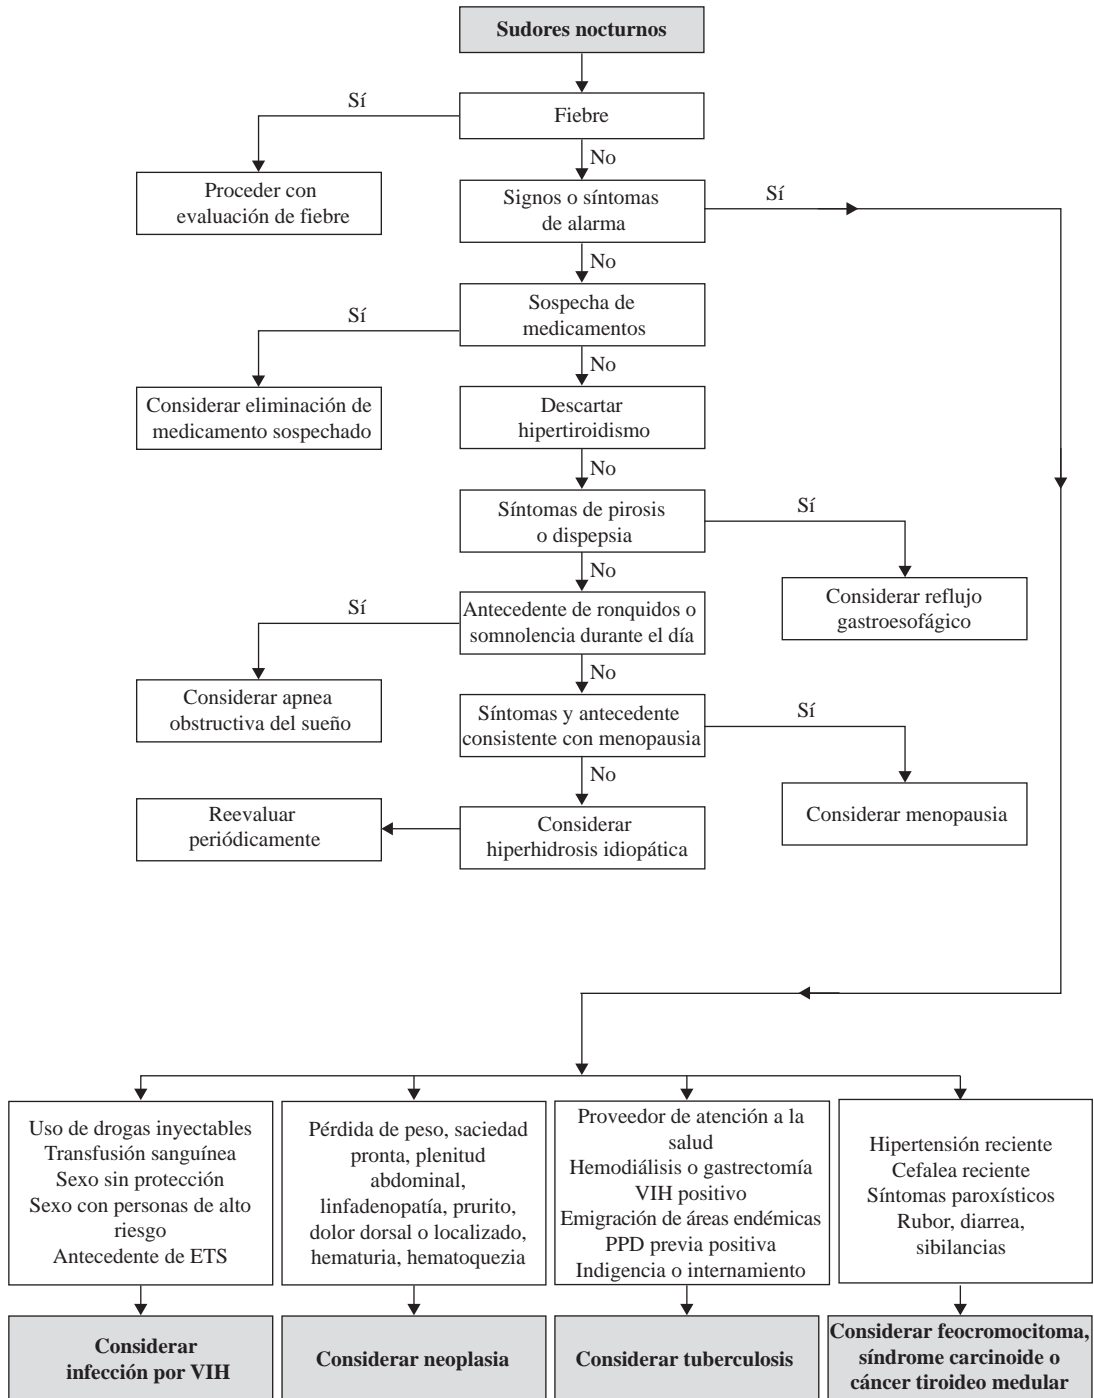 Sudores nocturnos
Sí
Fiebre
No
Proceder con
evaluación de fiebre
Signos o síntomas
de alarma
Sí
No
Sí
Sospecha de
medicamentos
No
Considerar eliminación de
medicamento sospechado
Descartar
hipertiroidismo
No
Síntomas de pirosis
o dispepsia
Sí
No
Considerar reflujo
gastroesofágico
Sí
Antecedente de ronquidos o
somnolencia durante el día
No
Considerar apnea
obstructiva del sueño
Síntomas y antecedente
consistente con menopausia
Sí
No
Considerar menopausia
Reevaluar
periódicamente
Considerar
hiperhidrosis idiopática
Uso de drogas inyectables
Transfusión sanguínea
Sexo sin protección
Sexo con personas de alto
riesgo
Antecedente de ETS
Pérdida de peso, saciedad
pronta, plenitud
abdominal,
linfadenopatía, prurito,
dolor dorsal o localizado,
hematuria, hematoquezia
Proveedor de atención a la
salud
Hemodiálisis o gastrectomía
VIH positivo
Emigración de áreas endémicas
PPD previa positiva
Indigencia o internamiento
Hipertensión reciente
Cefalea reciente
Síntomas paroxísticos
Rubor, diarrea,
sibilancias
Considerar
infección por VIH
Considerar neoplasia
Considerar tuberculosis
Considerar feocromocitoma,
síndrome carcinoide o
cáncer tiroideo medular